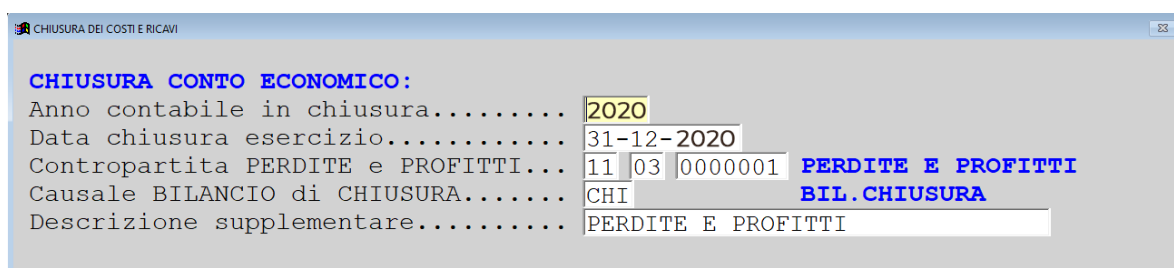 CHIUSURA DEI COSTI E RICAVI
CHIUSURA CONTO ECONOMICO:
Anno contabile in chiusura......... 2020
Data chiusura esercizio............ 31-12-2020
Contropartita PERDITE e PROFITTI... 11 03 0000001 PERDITE E PROFITTI
Causale BILANCIO di CHIUSURA....... CHI BIL.CHIUSURA
Descrizione supplementare.......... PERDITE E PROFITTI